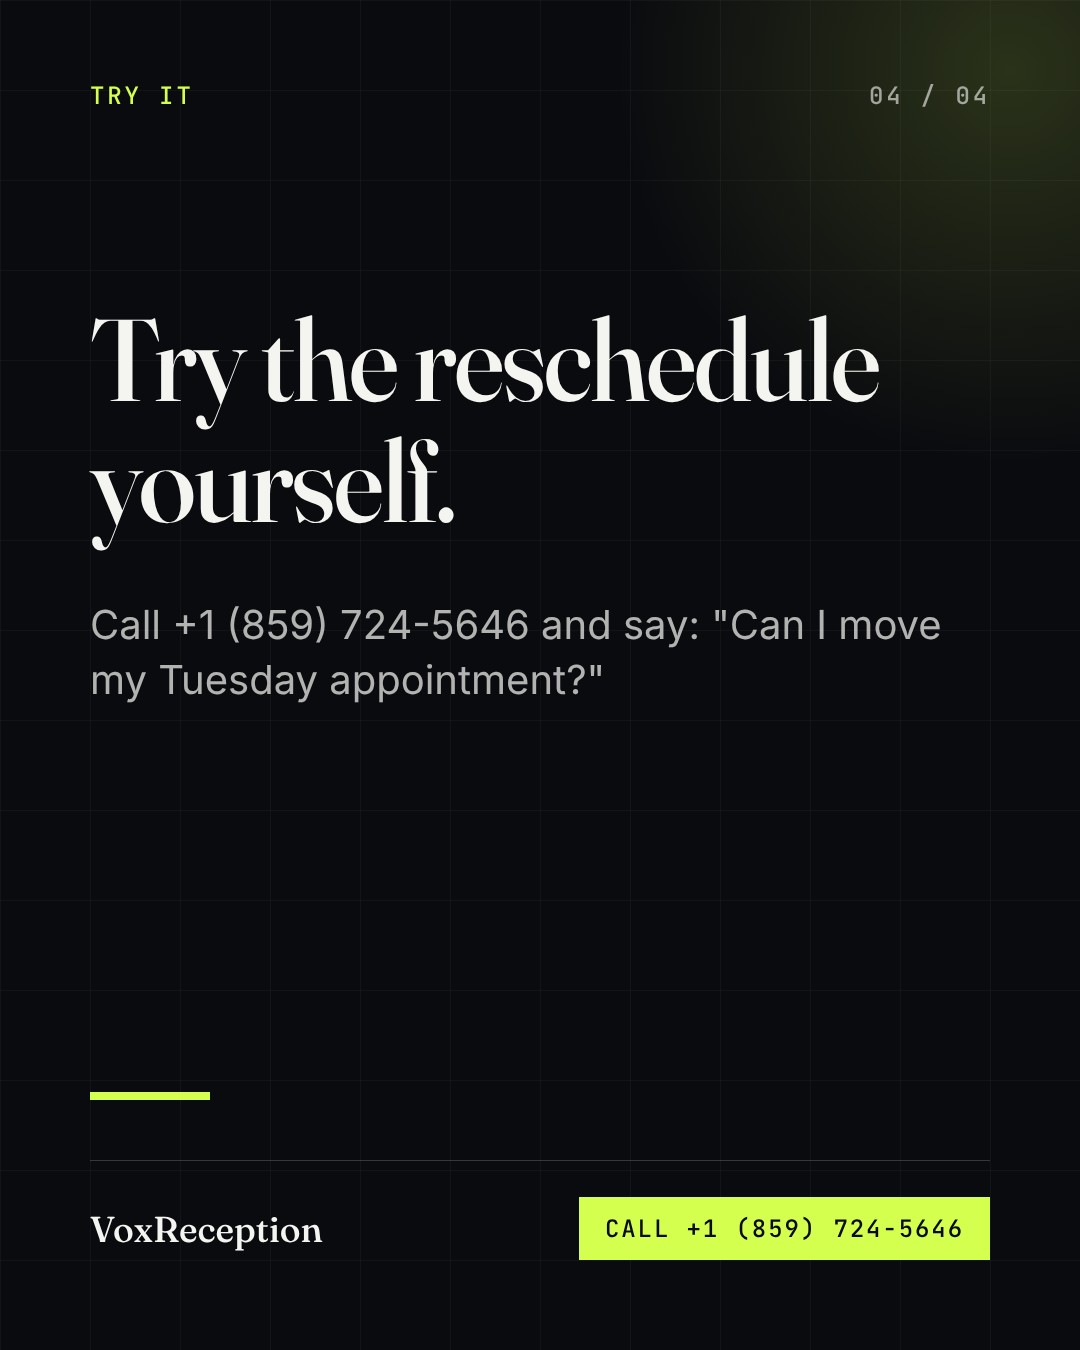 TRY IT
04 / 04
Try the reschedule
yourself.
Call +1 (859) 724-5646 and say: "Can I move
my Tuesday appointment?"
VoxReception
CALL +1 (859) 724-5646